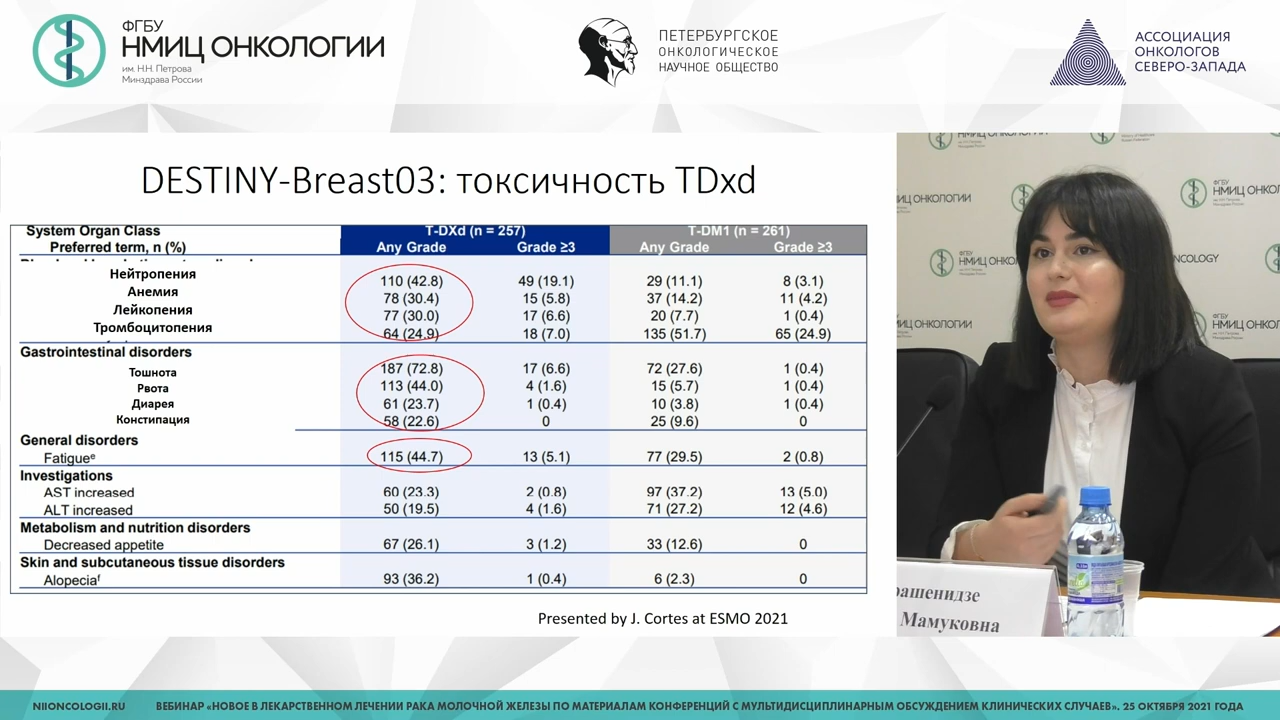 ФГБУ
НМИЦ ОНКОЛОГИИ
им. Н.Н. Петрова
Минздрава России
ПЕТЕРБУРГСКОЕ
ОНКОЛОГИЧЕСКОЕ
НАУЧНОЕ ОБЩЕСТВО
АССОЦИАЦИЯ
ОНКОЛОГОВ
СЕВЕРО-ЗАПАДА
DESTINY-Breast03: токсичность TDxd
System Organ Class T-DXd (n = 257) T-DM1 (n = 261)
Preferred term, n (%) Any Grade Grade ≥3 Any Grade Grade ≥3
Нейтропения 110 (42.8) 49 (19.1) 29 (11.1) 8 (3.1)
Анемия 78 (30.4) 15 (5.8) 37 (14.2) 11 (4.2)
Лейкопения 77 (30.0) 17 (6.6) 20 (7.7) 1 (0.4)
Тромбоцитопения 64 (24.9) 18 (7.0) 135 (51.7) 65 (24.9)
Gastrointestinal disorders
Тошнота 187 (72.8) 17 (6.6) 72 (27.6) 1 (0.4)
Рвота 113 (44.0) 4 (1.6) 15 (5.7) 1 (0.4)
Диарея 61 (23.7) 1 (0.4) 10 (3.8) 1 (0.4)
Констипация 58 (22.6) 0 25 (9.6) 0
General disorders
Fatigueᵉ 115 (44.7) 13 (5.1) 77 (29.5) 2 (0.8)
Investigations
AST increased 60 (23.3) 2 (0.8) 97 (37.2) 13 (5.0)
ALT increased 50 (19.5) 4 (1.6) 71 (27.2) 12 (4.6)
Metabolism and nutrition disorders
Decreased appetite 67 (26.1) 3 (1.2) 33 (12.6) 0
Skin and subcutaneous tissue disorders
Alopeciaᶠ 93 (36.2) 1 (0.4) 6 (2.3) 0
Presented by J. Cortes at ESMO 2021
НМИЦ ОНКОЛОГИИ
ФГБУ
НМИЦ ОНКОЛОГИИ
Мамуковна
NIIONCOLOGII.RU ВЕБИНАР «НОВОЕ В ЛЕКАРСТВЕННОМ ЛЕЧЕНИИ РАКА МОЛОЧНОЙ ЖЕЛЕЗЫ ПО МАТЕРИАЛАМ КОНФЕРЕНЦИЙ С МУЛЬТИДИСЦИПЛИНАРНЫМ ОБСУЖДЕНИЕМ КЛИНИЧЕСКИХ СЛУЧАЕВ». 25 ОКТЯБРЯ 2021 ГОДА